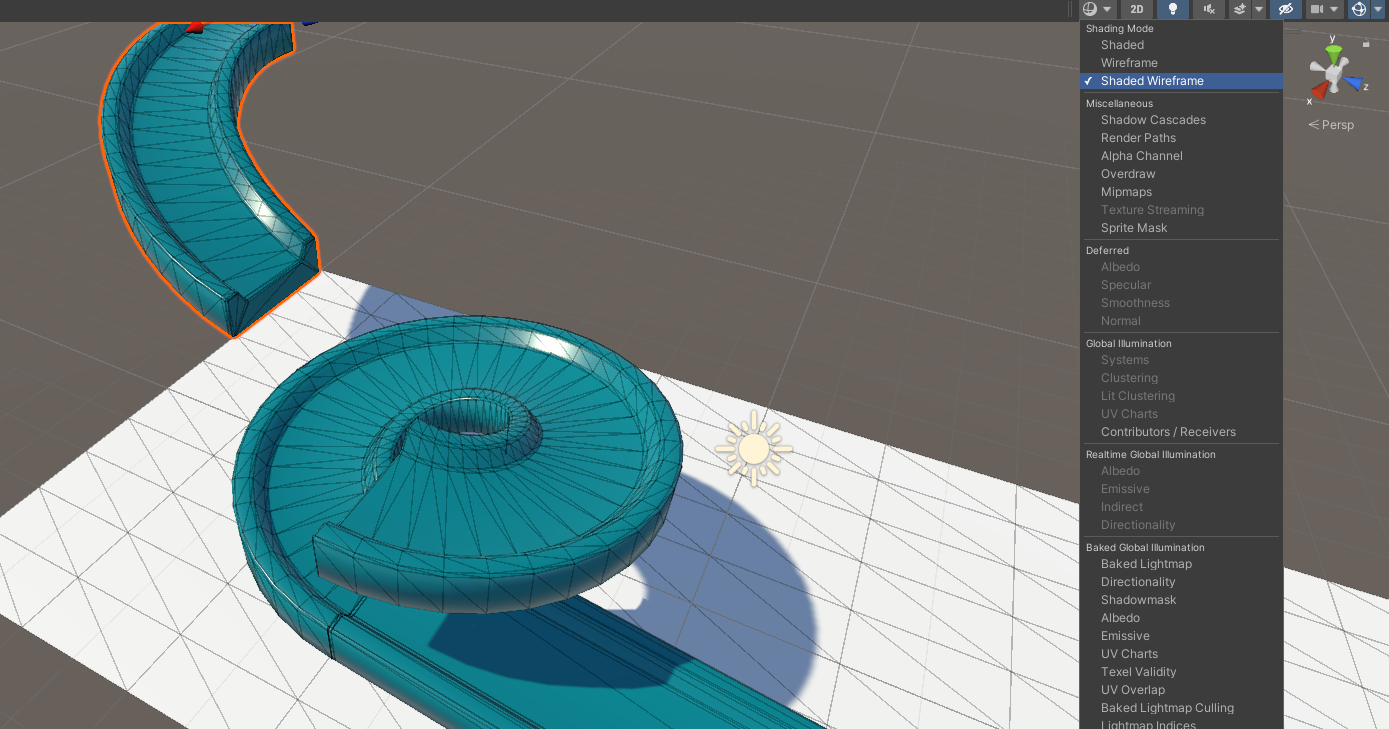 2D
Shading Mode
Shaded
Wireframe
✓ Shaded Wireframe
Miscellaneous
Shadow Cascades
Render Paths
Alpha Channel
Overdraw
Mipmaps
Texture Streaming
Sprite Mask
Deferred
Albedo
Specular
Smoothness
Normal
Global Illumination
Systems
Clustering
Lit Clustering
UV Charts
Contributors / Receivers
Realtime Global Illumination
Albedo
Emissive
Indirect
Directionality
Baked Global Illumination
Baked Lightmap
Directionality
Shadowmask
Albedo
Emissive
UV Charts
Texel Validity
UV Overlap
Baked Lightmap Culling
Lightmap Indices
y
z
x
Persp